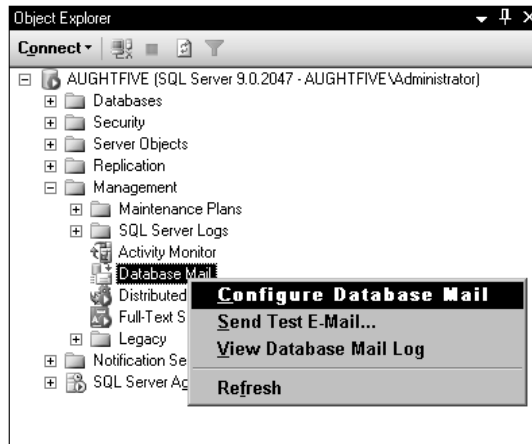 Object Explorer
Connect
AUGHTFIVE (SQL Server 9.0.2047 - AUGHTFIVE\Administrator)
Databases
Security
Server Objects
Replication
Management
Maintenance Plans
SQL Server Logs
Activity Monitor
Database Mail
Distributed
Full-Text S
Legacy
Notification Se
SQL Server Ag
Configure Database Mail
Send Test E-Mail...
View Database Mail Log
Refresh